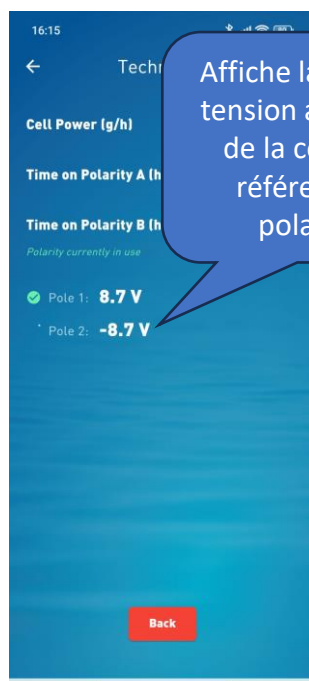 16:15
Techn
Affiche la
tension a
de la c
référe
pola
Cell Power (g/h)
Time on Polarity A (h
Time on Polarity B (h
Polarity currently in use
Pole 1: 8.7 V
Pole 2: -8.7 V
Back